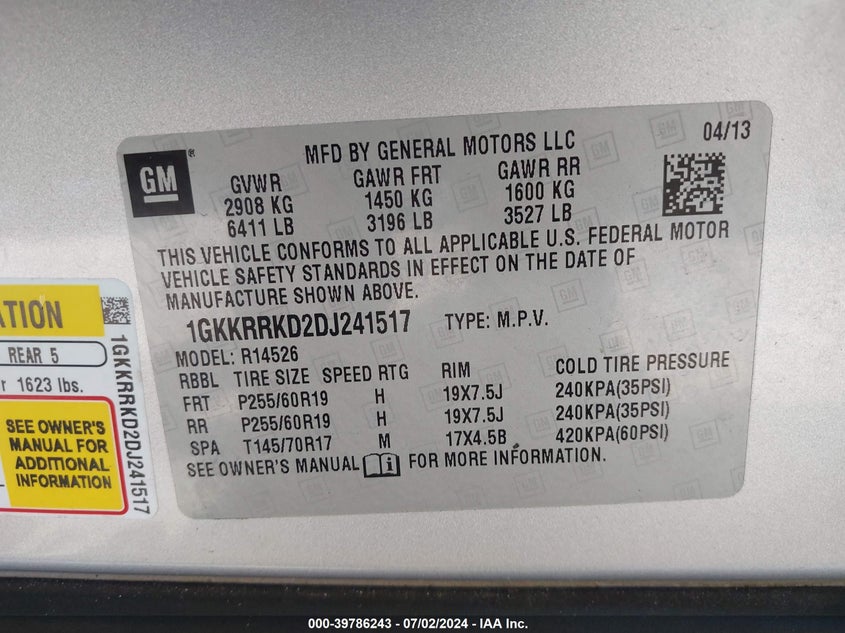 MFD BY GENERAL MOTORS LLC
04/13
GM
GVWR GAWR FRT GAWR RR
2908 KG 1450 KG 1600 KG
6411 LB 3196 LB 3527 LB
THIS VEHICLE CONFORMS TO ALL APPLICABLE U.S. FEDERAL MOTOR
VEHICLE SAFETY STANDARDS IN EFFECT ON THE DATE OF
MANUFACTURE SHOWN ABOVE.
1GKKRRKD2DJ241517 TYPE: M.P.V.
MODEL: R14526
RBBL TIRE SIZE SPEED RTG RIM COLD TIRE PRESSURE
FRT P255/60R19 H 19X7.5J 240KPA(35PSI)
RR P255/60R19 H 19X7.5J 240KPA(35PSI)
SPA T145/70R17 M 17X4.5B 420KPA(60PSI)
SEE OWNER'S MANUAL FOR MORE INFORMATION.
REAR 5
1623 lbs.
SEE OWNER'S
MANUAL FOR
ADDITIONAL
INFORMATION
1GKKRRKD2DJ241517
000-39786243 - 07/02/2024 - IAA Inc.